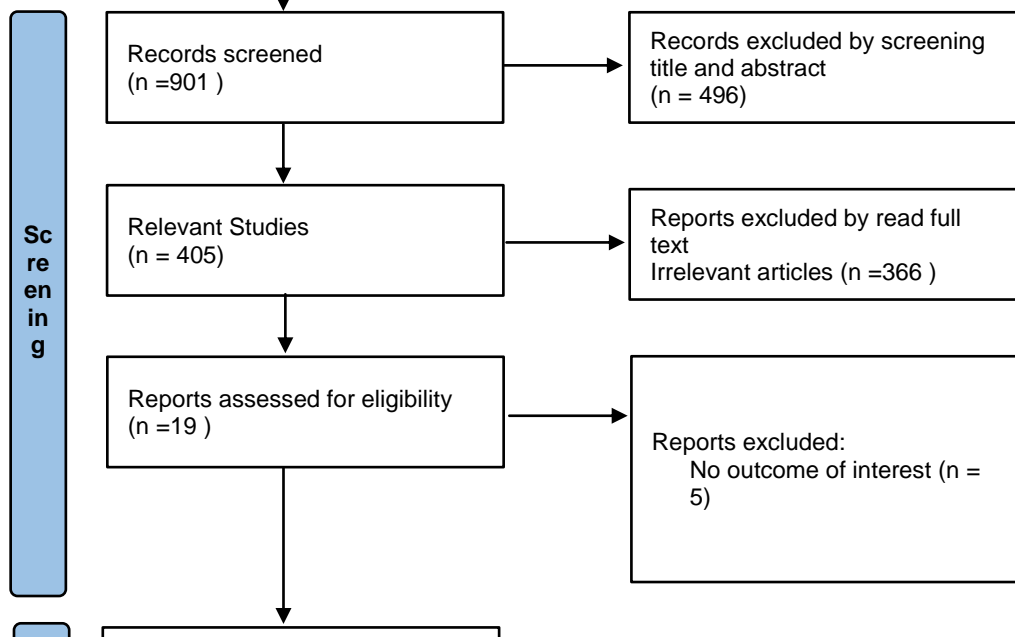 Records screened
(n =901 )
Records excluded by screening
title and abstract
(n = 496)
Sc
re
en
in
g
Relevant Studies
(n = 405)
Reports excluded by read full
text
Irrelevant articles (n =366 )
Reports assessed for eligibility
(n =19 )
Reports excluded:
No outcome of interest (n =
5)